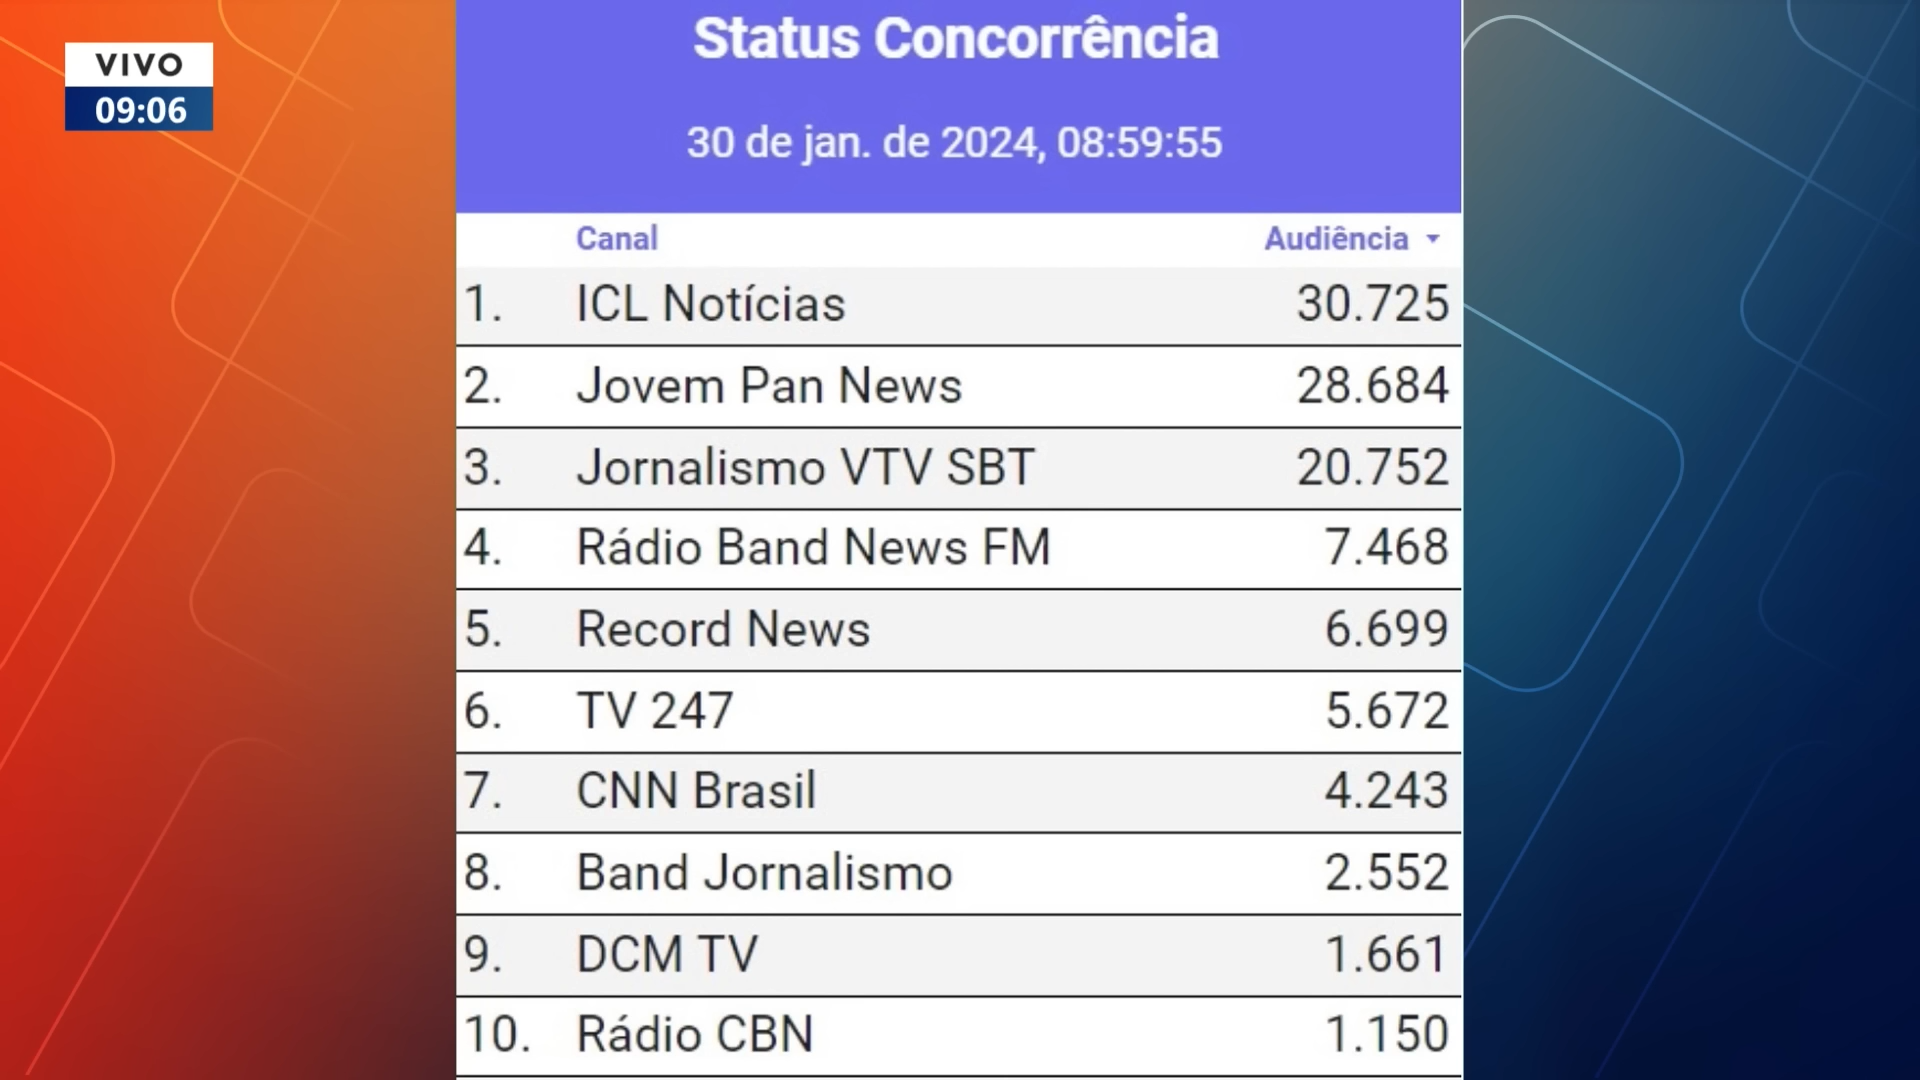 VIVO
09:06
Status Concorrência
30 de jan. de 2024, 08:59:55
Canal Audiência
1. ICL Notícias 30.725
2. Jovem Pan News 28.684
3. Jornalismo VTV SBT 20.752
4. Rádio Band News FM 7.468
5. Record News 6.699
6. TV 247 5.672
7. CNN Brasil 4.243
8. Band Jornalismo 2.552
9. DCM TV 1.661
10. Rádio CBN 1.150